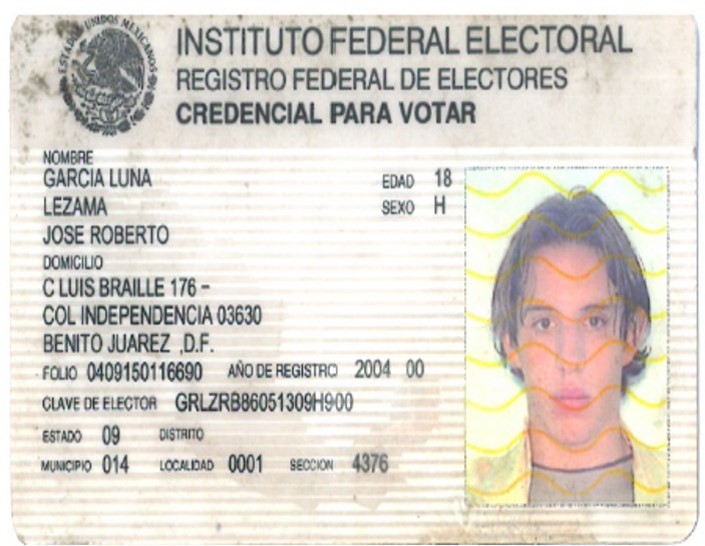 ESTADOS UNIDOS MEXICANOS
INSTITUTO FEDERAL ELECTORAL
REGISTRO FEDERAL DE ELECTORES
CREDENCIAL PARA VOTAR
NOMBRE
GARCIA LUNA
LEZAMA
JOSE ROBERTO
EDAD 18
SEXO H
DOMICILIO
C LUIS BRAILLE 176 –
COL INDEPENDENCIA 03630
BENITO JUAREZ ,D.F.
FOLIO 0409150116690 AÑO DE REGISTRO 2004 00
CLAVE DE ELECTOR GRLZRB86051309H900
ESTADO 09 DISTRITO
MUNICIPIO 014 LOCALIDAD 0001 SECCION 4376